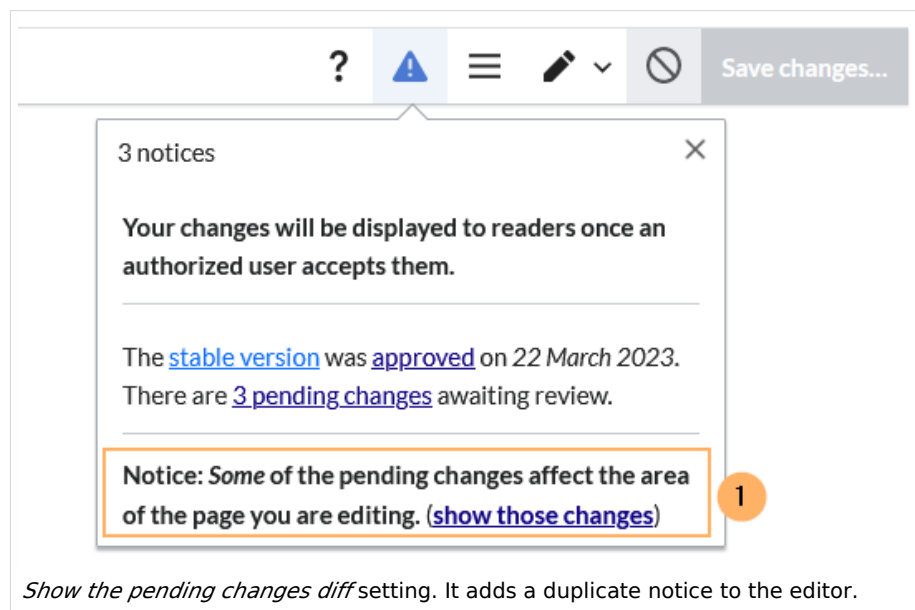 ? Save changes...
3 notices
Your changes will be displayed to readers once an
authorized user accepts them.
The stable version was approved on 22 March 2023.
There are 3 pending changes awaiting review.
Notice: Some of the pending changes affect the area
of the page you are editing. (show those changes)
1
Show the pending changes diff setting. It adds a duplicate notice to the editor.